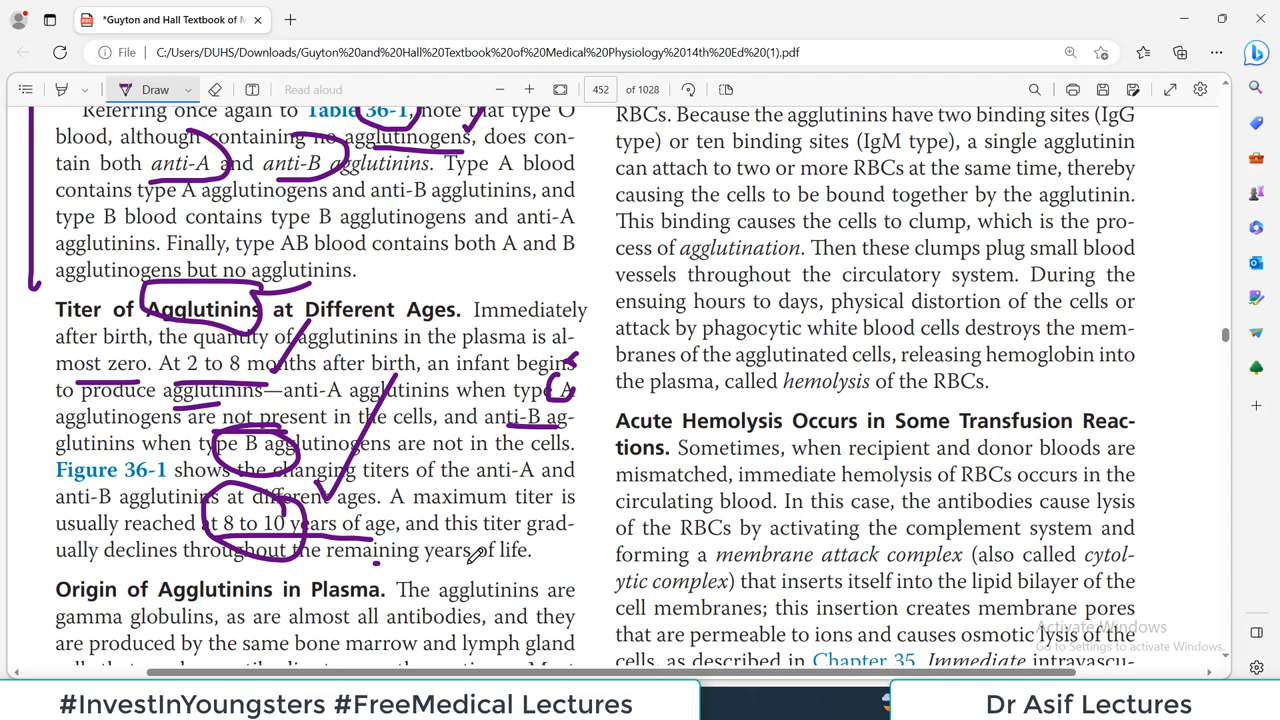 *Guyton and Hall Textbook of M
File
C:/Users/DUHS/Downloads/Guyton%20and%20Hall%20Textbook%20of%20Medical%20Physiology%2014th%20Ed%20(1).pdf
Draw
Read aloud
452 of 1028
Referring once again to Table 36-1, note that type O
blood, although containing no agglutinogens, does con-
tain both anti-A and anti-B agglutinins. Type A blood
contains type A agglutinogens and anti-B agglutinins, and
type B blood contains type B agglutinogens and anti-A
agglutinins. Finally, type AB blood contains both A and B
agglutinogens but no agglutinins.
Titer of Agglutinins at Different Ages. Immediately
after birth, the quantity of agglutinins in the plasma is al-
most zero. At 2 to 8 months after birth, an infant begins
to produce agglutinins—anti-A agglutinins when type A
agglutinogens are not present in the cells, and anti-B ag-
glutinins when type B agglutinogens are not in the cells.
Figure 36-1 shows the changing titers of the anti-A and
anti-B agglutinins at different ages. A maximum titer is
usually reached at 8 to 10 years of age, and this titer grad-
ually declines throughout the remaining years of life.
Origin of Agglutinins in Plasma. The agglutinins are
gamma globulins, as are almost all antibodies, and they
are produced by the same bone marrow and lymph gland
RBCs. Because the agglutinins have two binding sites (IgG
type) or ten binding sites (IgM type), a single agglutinin
can attach to two or more RBCs at the same time, thereby
causing the cells to be bound together by the agglutinin.
This binding causes the cells to clump, which is the pro-
cess of agglutination. Then these clumps plug small blood
vessels throughout the circulatory system. During the
ensuing hours to days, physical distortion of the cells or
attack by phagocytic white blood cells destroys the mem-
branes of the agglutinated cells, releasing hemoglobin into
the plasma, called hemolysis of the RBCs.
Acute Hemolysis Occurs in Some Transfusion Reac-
tions. Sometimes, when recipient and donor bloods are
mismatched, immediate hemolysis of RBCs occurs in the
circulating blood. In this case, the antibodies cause lysis
of the RBCs by activating the complement system and
forming a membrane attack complex (also called cytol-
ytic complex) that inserts itself into the lipid bilayer of the
cell membranes; this insertion creates membrane pores
that are permeable to ions and causes osmotic lysis of the
cells, as described in Chapter 35. Immediate intravascu-
Activate Windows
Go to Settings to activate Windows.
#InvestInYoungsters #FreeMedical Lectures
Dr Asif Lectures